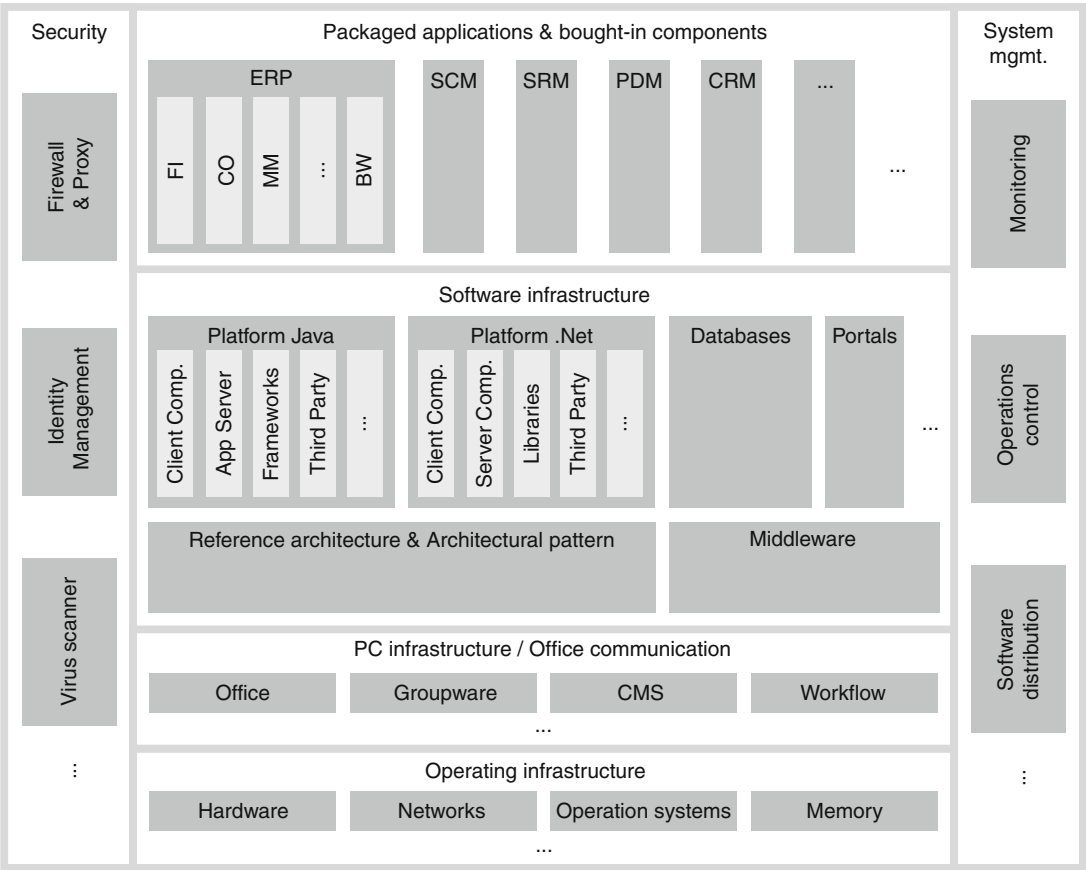 Security
Firewall
& Proxy
Identity
Management
Virus scanner
...
Packaged applications & bought-in components
ERP
FI
CO
MM
...
BW
SCM
SRM
PDM
CRM
...
...
Software infrastructure
Platform Java
Client Comp.
App Server
Frameworks
Third Party
...
Platform .Net
Client Comp.
Server Comp.
Libraries
Third Party
...
Databases
Portals
...
Reference architecture & Architectural pattern
Middleware
PC infrastructure / Office communication
Office
Groupware
CMS
Workflow
...
Operating infrastructure
Hardware
Networks
Operation systems
Memory
...
System
mgmt.
Monitoring
Operations
control
Software
distribution
...